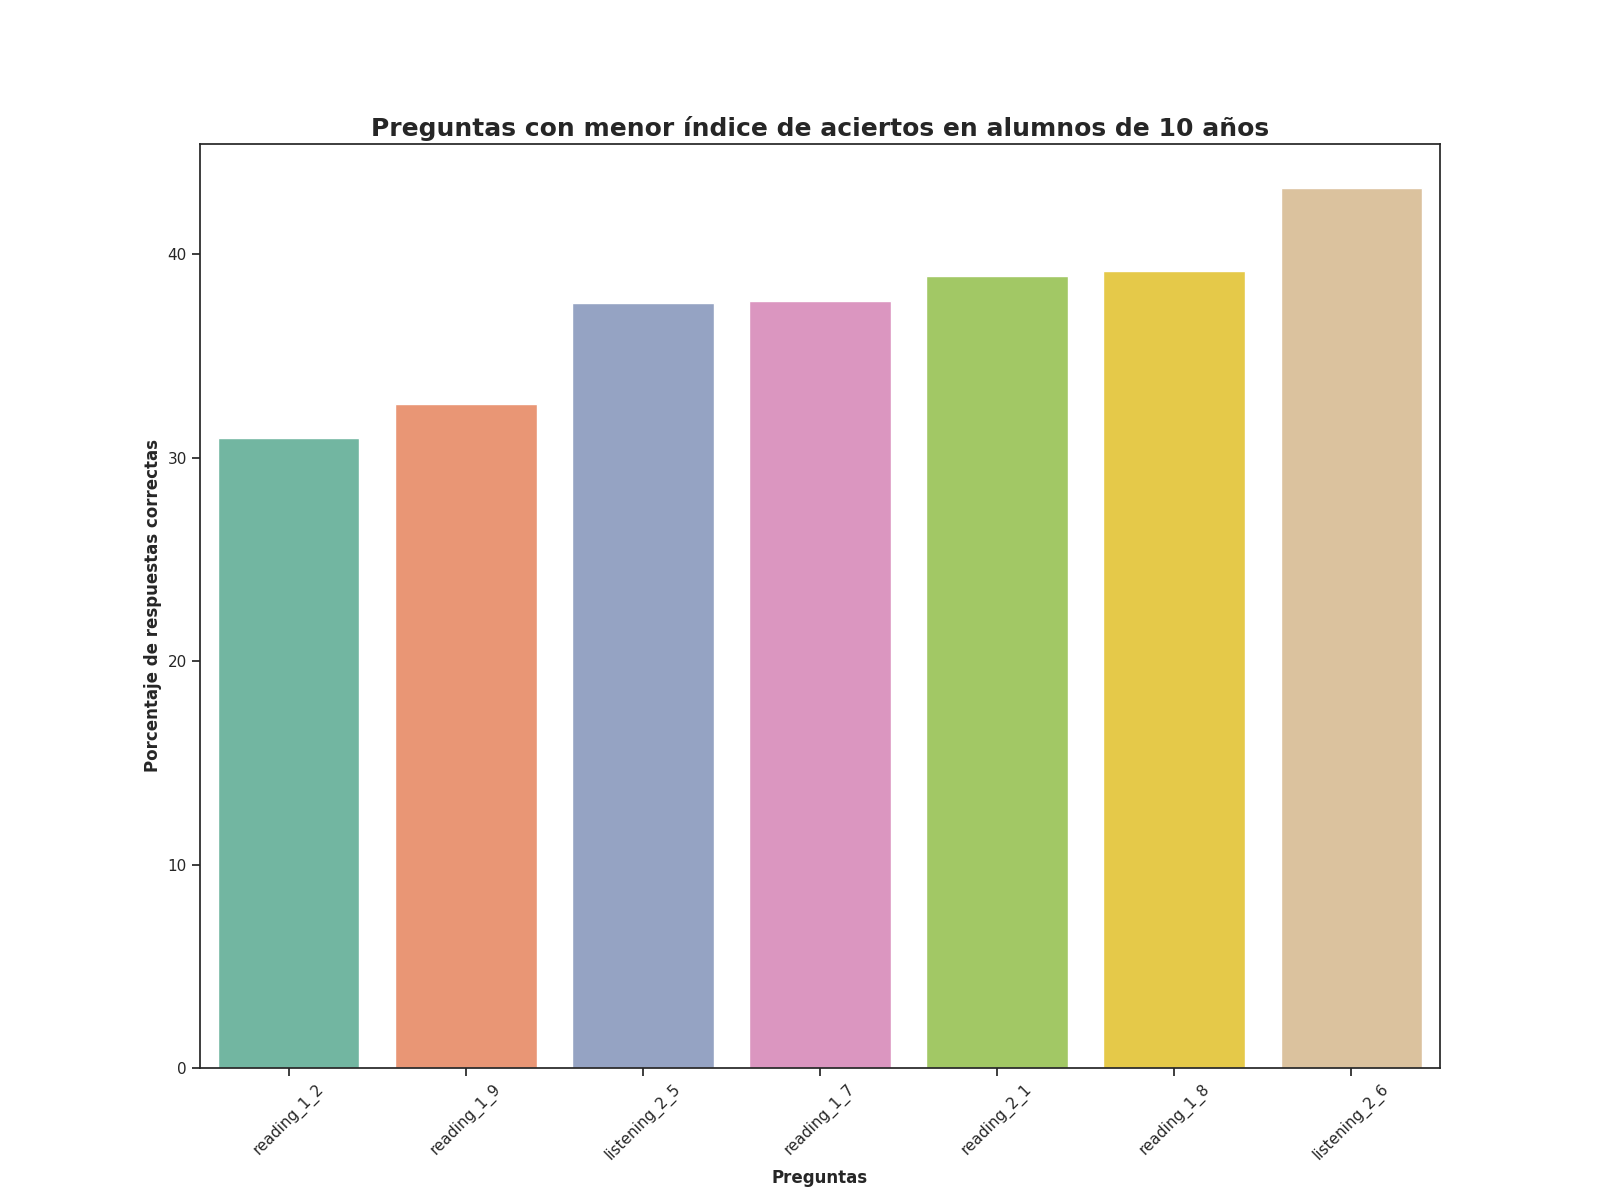 Preguntas con menor índice de aciertos en alumnos de 10 años
Porcentaje de respuestas correctas
40
30
20
10
0
reading_1_2
reading_1_9
listening_2_5
reading_1_7
reading_2_1
reading_1_8
listening_2_6
Preguntas